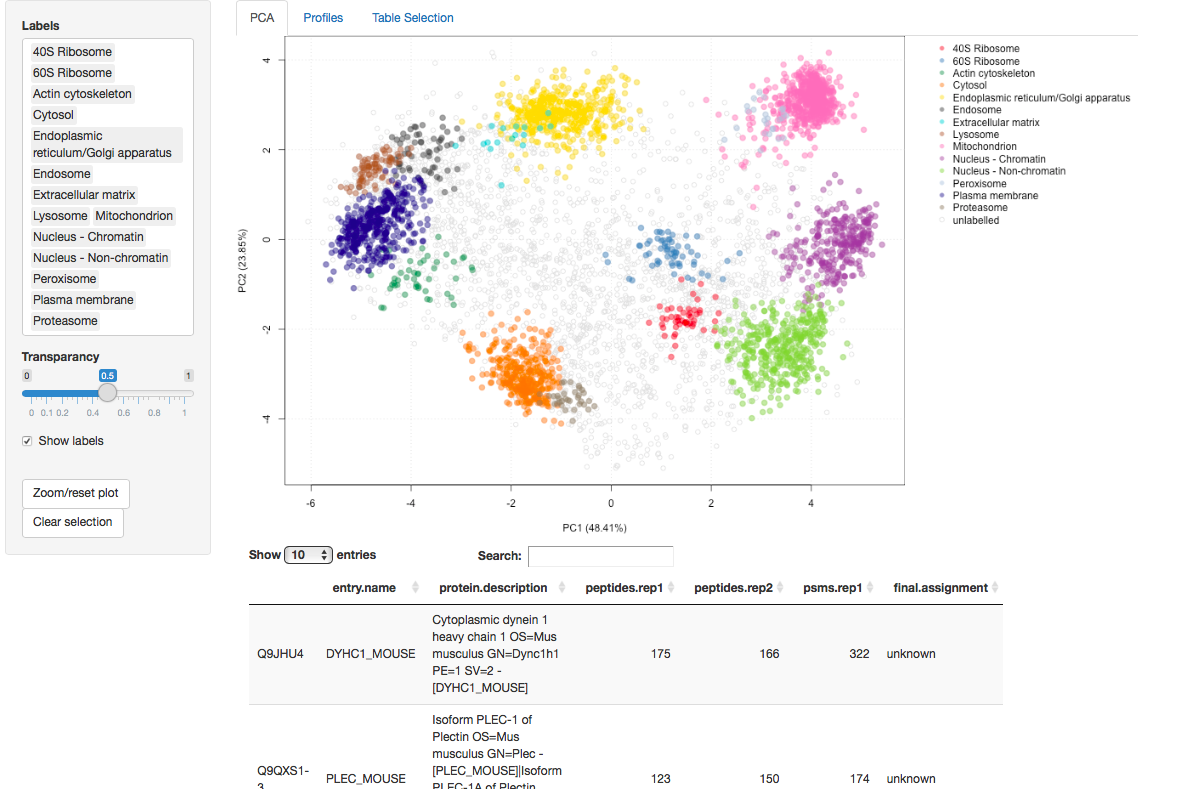 Labels
40S Ribosome
60S Ribosome
Actin cytoskeleton
Cytosol
Endoplasmic
reticulum/Golgi apparatus
Endosome
Extracellular matrix
Lysosome Mitochondrion
Nucleus - Chromatin
Nucleus - Non-chromatin
Peroxisome
Plasma membrane
Proteasome
Transparancy
0 0.5 1
0 0.1 0.2 0.4 0.6 0.8 1
Show labels
Zoom/reset plot
Clear selection
PCA Profiles Table Selection
4
2
0
-2
-4
PC2 (23.85%)
-6 -4 -2 0 2 4
PC1 (48.41%)
40S Ribosome
60S Ribosome
Actin cytoskeleton
Cytosol
Endoplasmic reticulum/Golgi apparatus
Endosome
Extracellular matrix
Lysosome
Mitochondrion
Nucleus - Chromatin
Nucleus - Non-chromatin
Peroxisome
Plasma membrane
Proteasome
unlabelled
Show 10 entries Search:
entry.name protein.description peptides.rep1 peptides.rep2 psms.rep1 final.assignment
Cytoplasmic dynein 1
heavy chain 1 OS=Mus
Q9JHU4 DYHC1_MOUSE musculus GN=Dync1h1 175 166 322 unknown
PE=1 SV=2 -
[DYHC1_MOUSE]
Isoform PLEC-1 of
Plectin OS=Mus
musculus GN=Plec -
Q9QXS1- PLEC_MOUSE [PLEC_MOUSE]|Isoform 123 150 174 unknown
3 PLEC-1A of Plectin